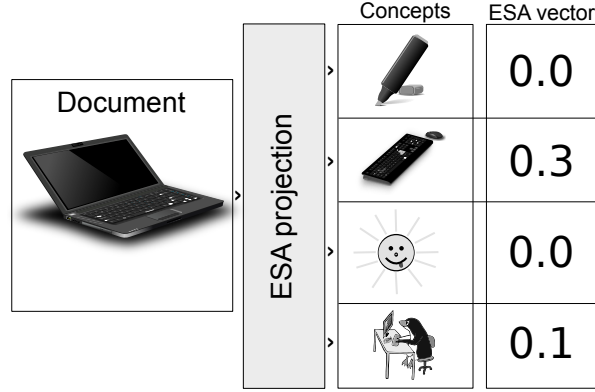 Concepts
ESA vector
Document
ESA projection
0.0
0.3
0.0
0.1